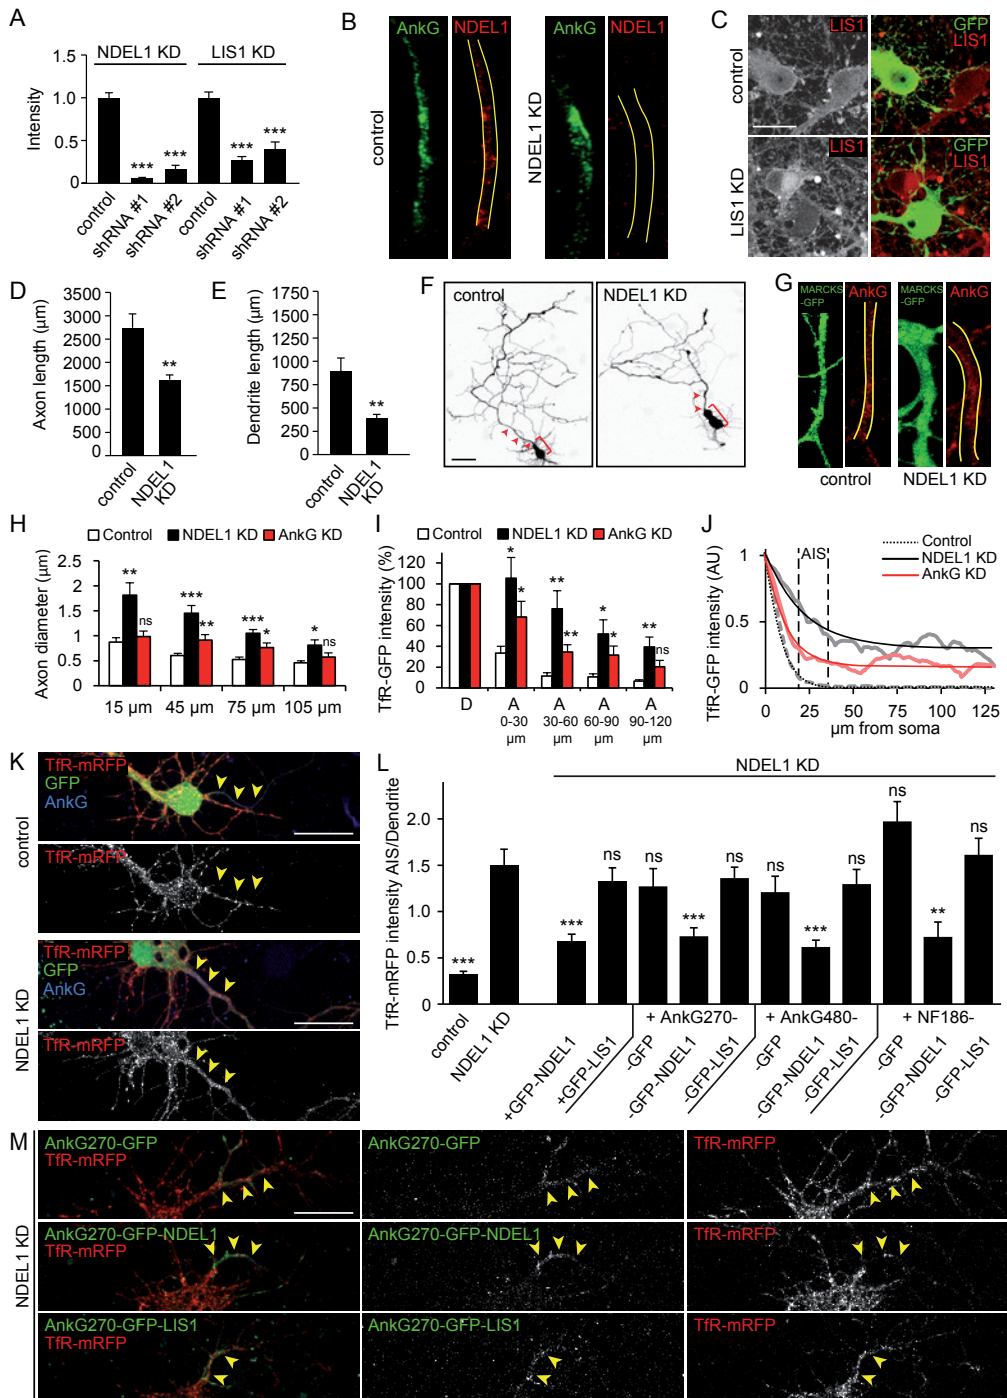 A
NDEL1 KD
LIS1 KD
Intensity
1.0
0.5
0
***
***
***
***
control
shRNA #1
shRNA #2
control
shRNA #1
shRNA #2
B
AnkG
NDEL1
AnkG
NDEL1
control
NDEL1 KD
C
LIS1
GFP
LIS1
control
LIS1
GFP
LIS1
LIS1 KD
D
Axon length (µm)
3000
2500
2000
1500
1000
500
0
**
control
NDEL1
KD
E
Dendrite length (µm)
1750
1500
1250
1000
750
500
250
0
**
control
NDEL1
KD
F
control
NDEL1 KD
G
MARCKS
-GFP
AnkG
MARCKS
-GFP
AnkG
control
NDEL1 KD
H
Control
NDEL1 KD
AnkG KD
Axon diameter (µm)
2.5
2
1.5
1
0.5
0
**
ns
***
**
***
*
*
ns
15 µm
45 µm
75 µm
105 µm
I
Control
NDEL1 KD
AnkG KD
TfR-GFP intensity (%)
120
100
80
60
40
20
0
*
*
**
**
*
*
**
ns
D
A
A
A
A
0-30
30-60
60-90
90-120
µm
µm
µm
µm
J
Control
NDEL1 KD
AnkG KD
AIS
TfR-GFP intensity (AU)
1
0.5
0
0
25
50
75
100
125
µm from soma
K
TfR-mRFP
GFP
AnkG
TfR-mRFP
control
TfR-mRFP
GFP
AnkG
TfR-mRFP
NDEL1 KD
L
NDEL1 KD
TfR-mRFP intensity AIS/Dendrite
2.0
1.5
1.0
0.5
0
***
***
ns
ns
***
ns
ns
***
ns
ns
**
ns
control
NDEL1 KD
+GFP-NDEL1
+GFP-LIS1
+ AnkG270-
-GFP
-GFP-NDEL1
-GFP-LIS1
+ AnkG480-
-GFP
-GFP-NDEL1
-GFP-LIS1
+ NF186-
-GFP
-GFP-NDEL1
-GFP-LIS1
M
NDEL1 KD
AnkG270-GFP
TfR-mRFP
AnkG270-GFP
TfR-mRFP
AnkG270-GFP-NDEL1
TfR-mRFP
AnkG270-GFP-NDEL1
TfR-mRFP
AnkG270-GFP-LIS1
TfR-mRFP
AnkG270-GFP-LIS1
TfR-mRFP